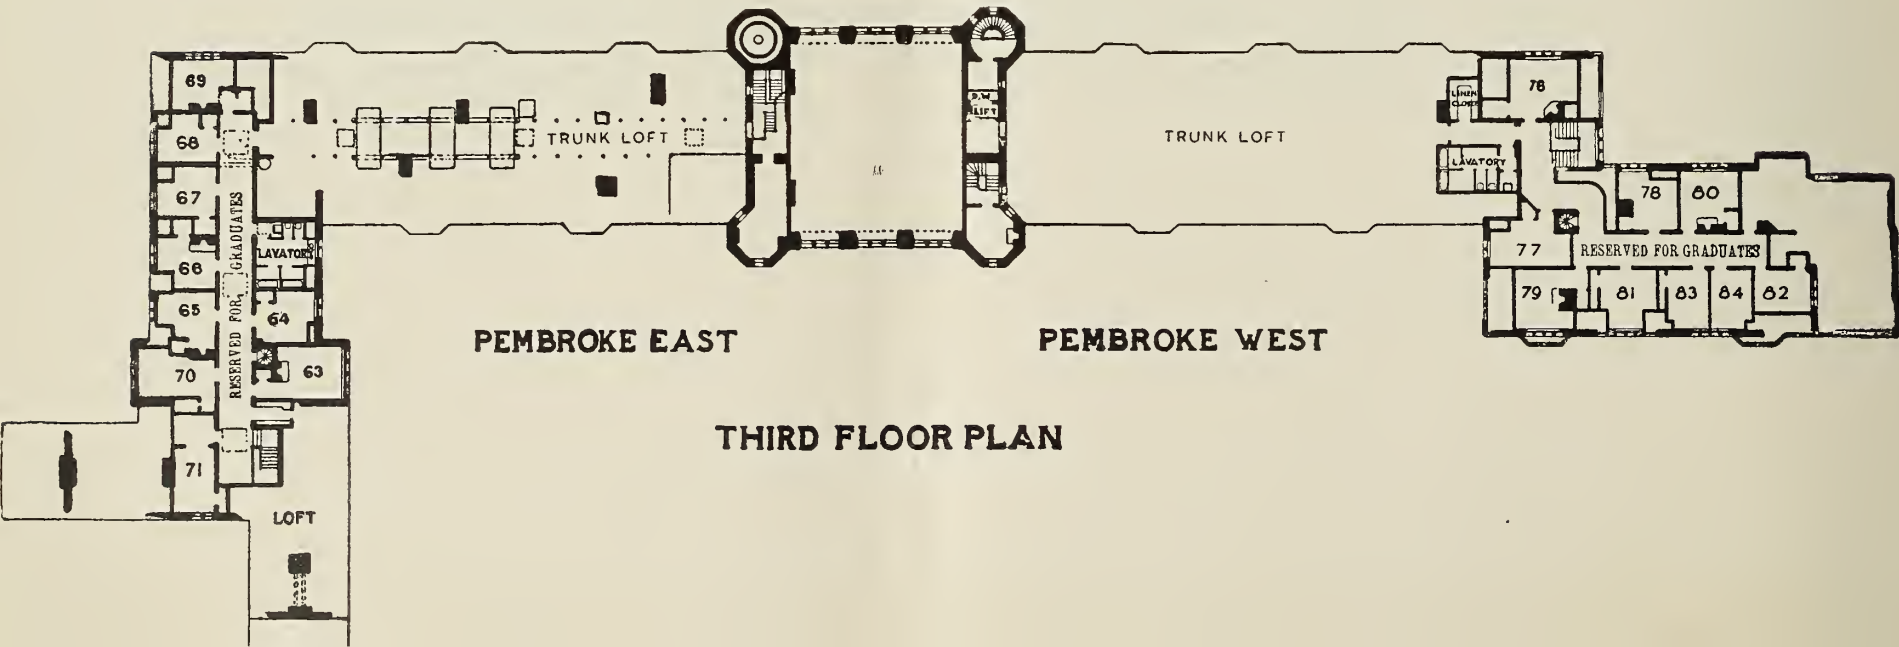 69
68
67
66
65
64
63
70
71
RESERVED FOR GRADUATES
LAVATORY
LOFT
TRUNK LOFT
D.W.
LIFT
TRUNK LOFT
LINEN
CLOSET
LAVATORY
76
78
80
77
RESERVED FOR GRADUATES
79
81
83
84
82
PEMBROKE EAST
PEMBROKE WEST
THIRD FLOOR PLAN